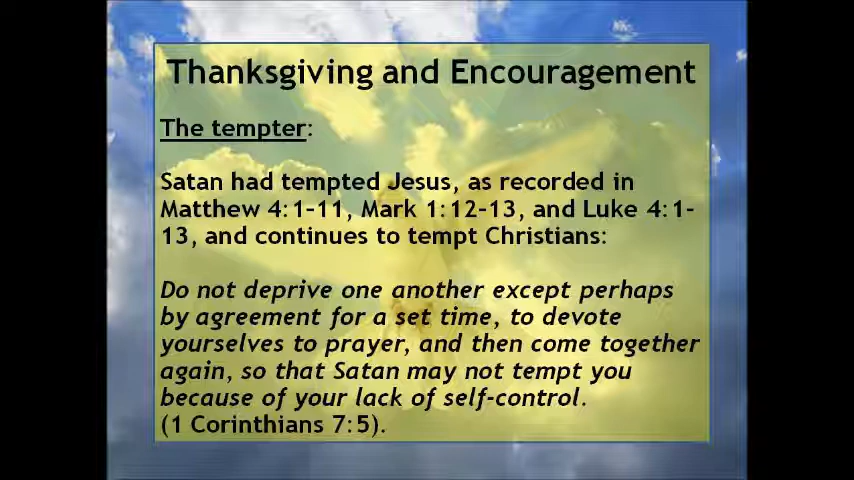 Thanksgiving and Encouragement
The tempter:
Satan had tempted Jesus, as recorded in
Matthew 4:1-11, Mark 1:12-13, and Luke 4:1-
13, and continues to tempt Christians:
Do not deprive one another except perhaps
by agreement for a set time, to devote
yourselves to prayer, and then come together
again, so that Satan may not tempt you
because of your lack of self-control.
(1 Corinthians 7:5).